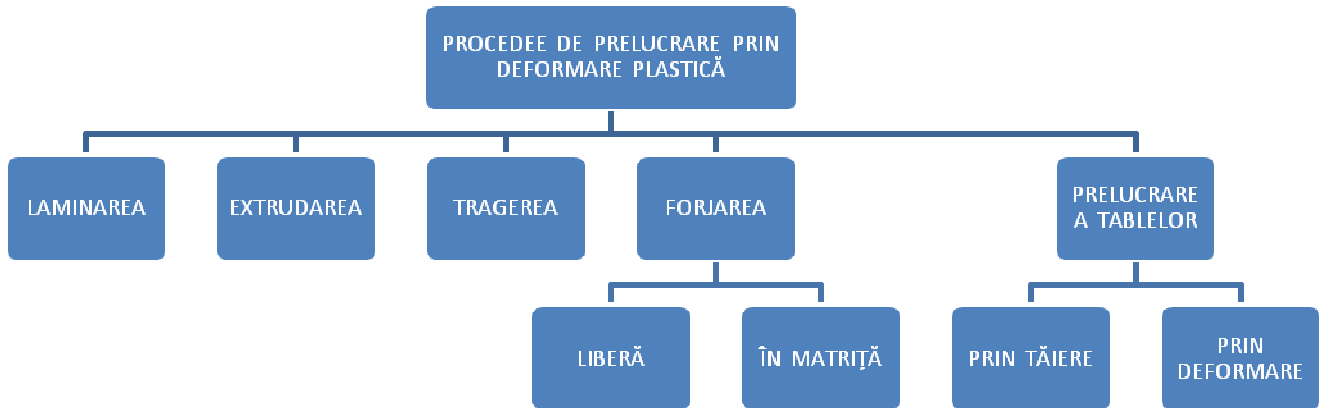 PROCEDEE DE PRELUCRARE PRIN
DEFORMARE PLASTICĂ
LAMINAREA
EXTRUDAREA
TRAGEREA
FORJAREA
PRELUCRARE
A TABLELOR
LIBERĂ
ÎN MATRIȚĂ
PRIN TĂIERE
PRIN
DEFORMARE